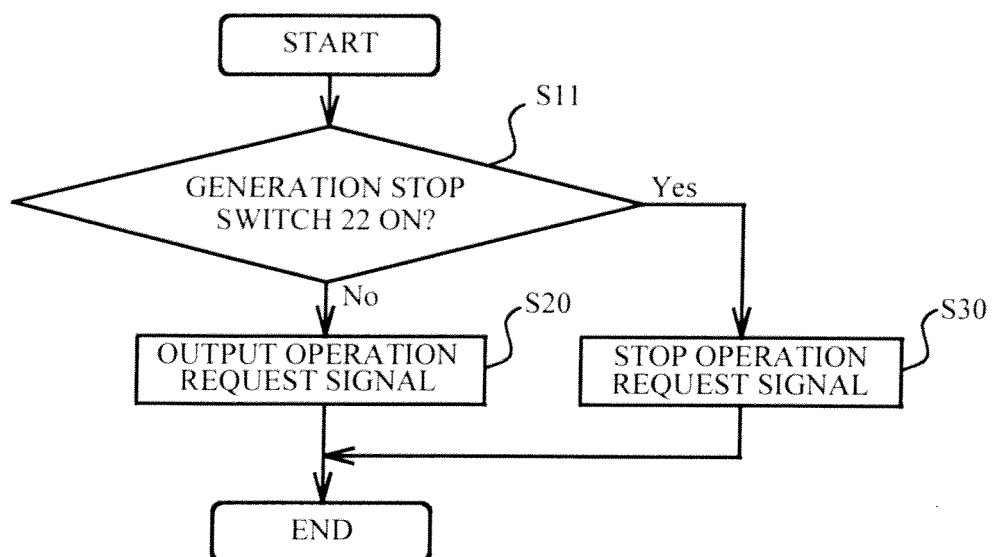 START
S11
GENERATION STOP
SWITCH 22 ON?
Yes
No
S20
S30
OUTPUT OPERATION
REQUEST SIGNAL
STOP OPERATION
REQUEST SIGNAL
END